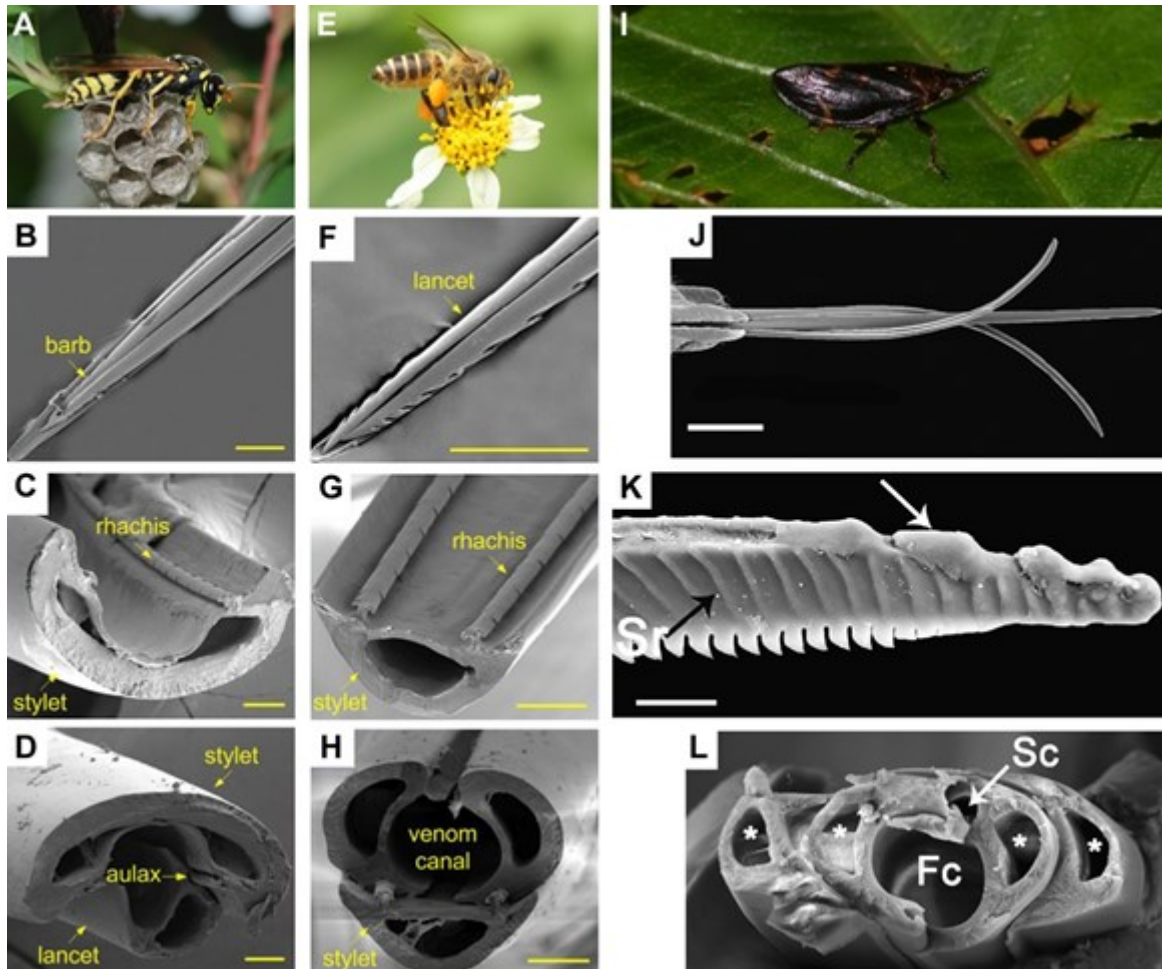 A
E
I
B
barb
F
lancet
J
C
rhachis
stylet
G
rhachis
stylet
K
Sr
D
stylet
aulax
lancet
H
venom
canal
stylet
L
Sc
Fc
* * * *